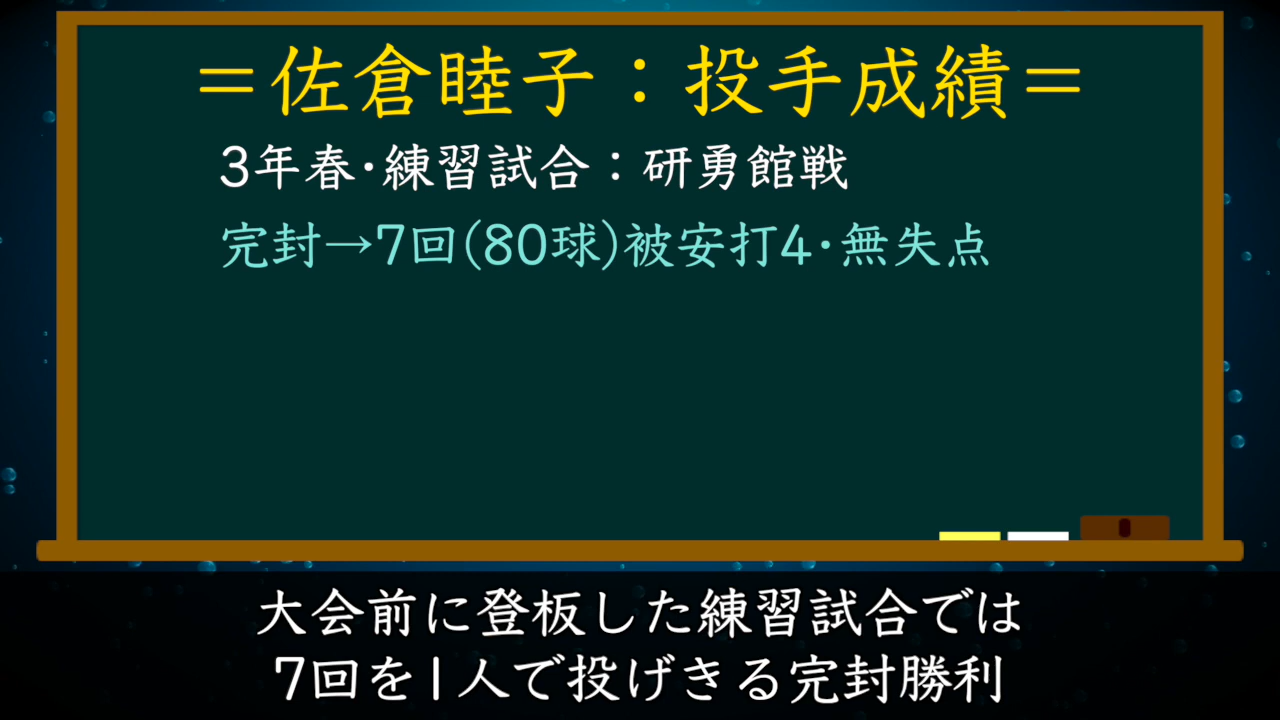 ＝佐倉睦子：投手成績＝
3年春･練習試合：研勇館戦
完封→7回(80球)被安打4･無失点
大会前に登板した練習試合では
7回を1人で投げきる完封勝利